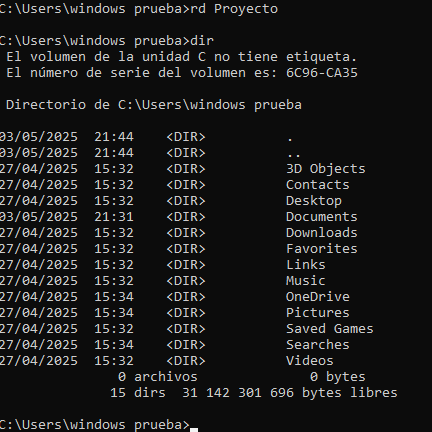 C:\Users\windows prueba>rd Proyecto
C:\Users\windows prueba>dir
El volumen de la unidad C no tiene etiqueta.
El número de serie del volumen es: 6C96-CA35
Directorio de C:\Users\windows prueba
03/05/2025  21:44    <DIR>          .
03/05/2025  21:44    <DIR>          ..
27/04/2025  15:32    <DIR>          3D Objects
27/04/2025  15:32    <DIR>          Contacts
27/04/2025  15:32    <DIR>          Desktop
03/05/2025  21:31    <DIR>          Documents
27/04/2025  15:32    <DIR>          Downloads
27/04/2025  15:32    <DIR>          Favorites
27/04/2025  15:32    <DIR>          Links
27/04/2025  15:32    <DIR>          Music
27/04/2025  15:34    <DIR>          OneDrive
27/04/2025  15:34    <DIR>          Pictures
27/04/2025  15:32    <DIR>          Saved Games
27/04/2025  15:34    <DIR>          Searches
27/04/2025  15:32    <DIR>          Videos
0 archivos              0 bytes
15 dirs  31 142 301 696 bytes libres
C:\Users\windows prueba>